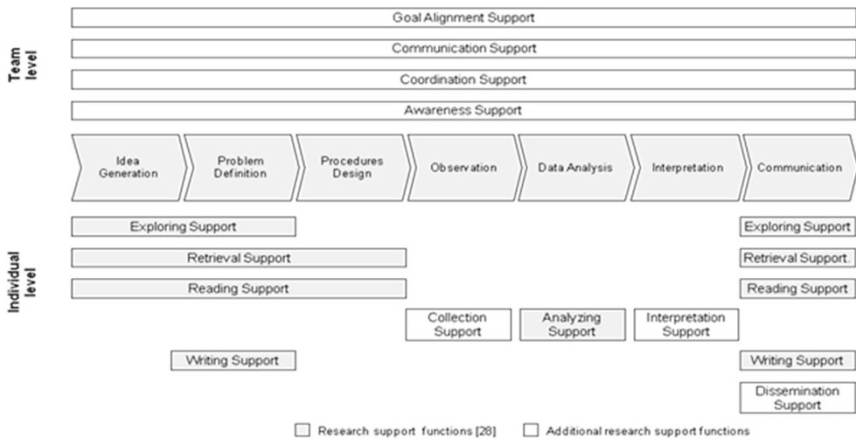 Team
level
Goal Alignment Support
Communication Support
Coordination Support
Awareness Support
Idea
Generation
Problem
Definition
Procedures
Design
Observation
Data Analysis
Interpretation
Communication
Individual
level
Exploring Support
Exploring Support
Retrieval Support
Retrieval Support.
Reading Support
Reading Support
Collection
Support
Analyzing
Support
Interpretation
Support
Writing Support
Writing Support
Dissemination
Support
Research support functions [28]
Additional research support functions